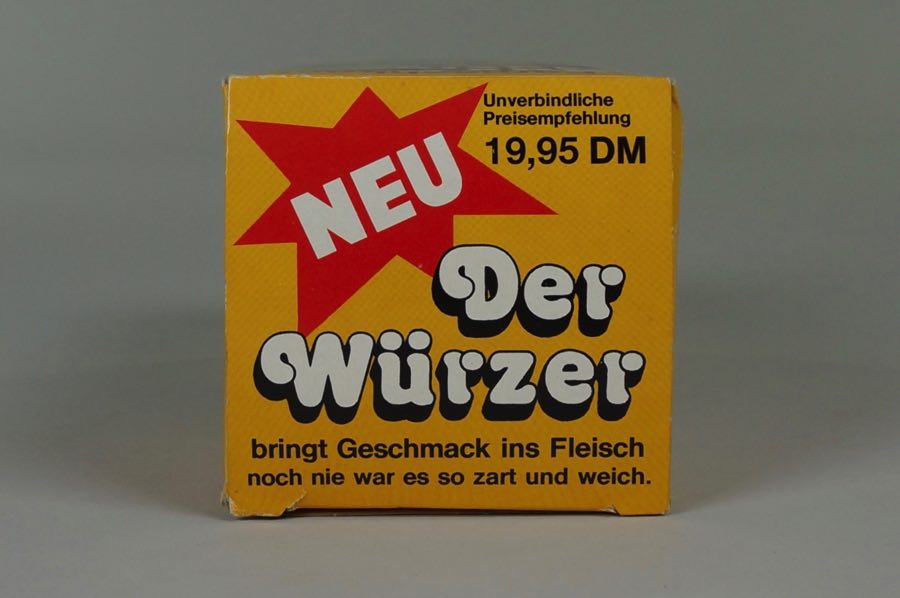 Unverbindliche
Preisempfehlung
19,95 DM
NEU
Der
Würzer
bringt Geschmack ins Fleisch
noch nie war es so zart und weich.